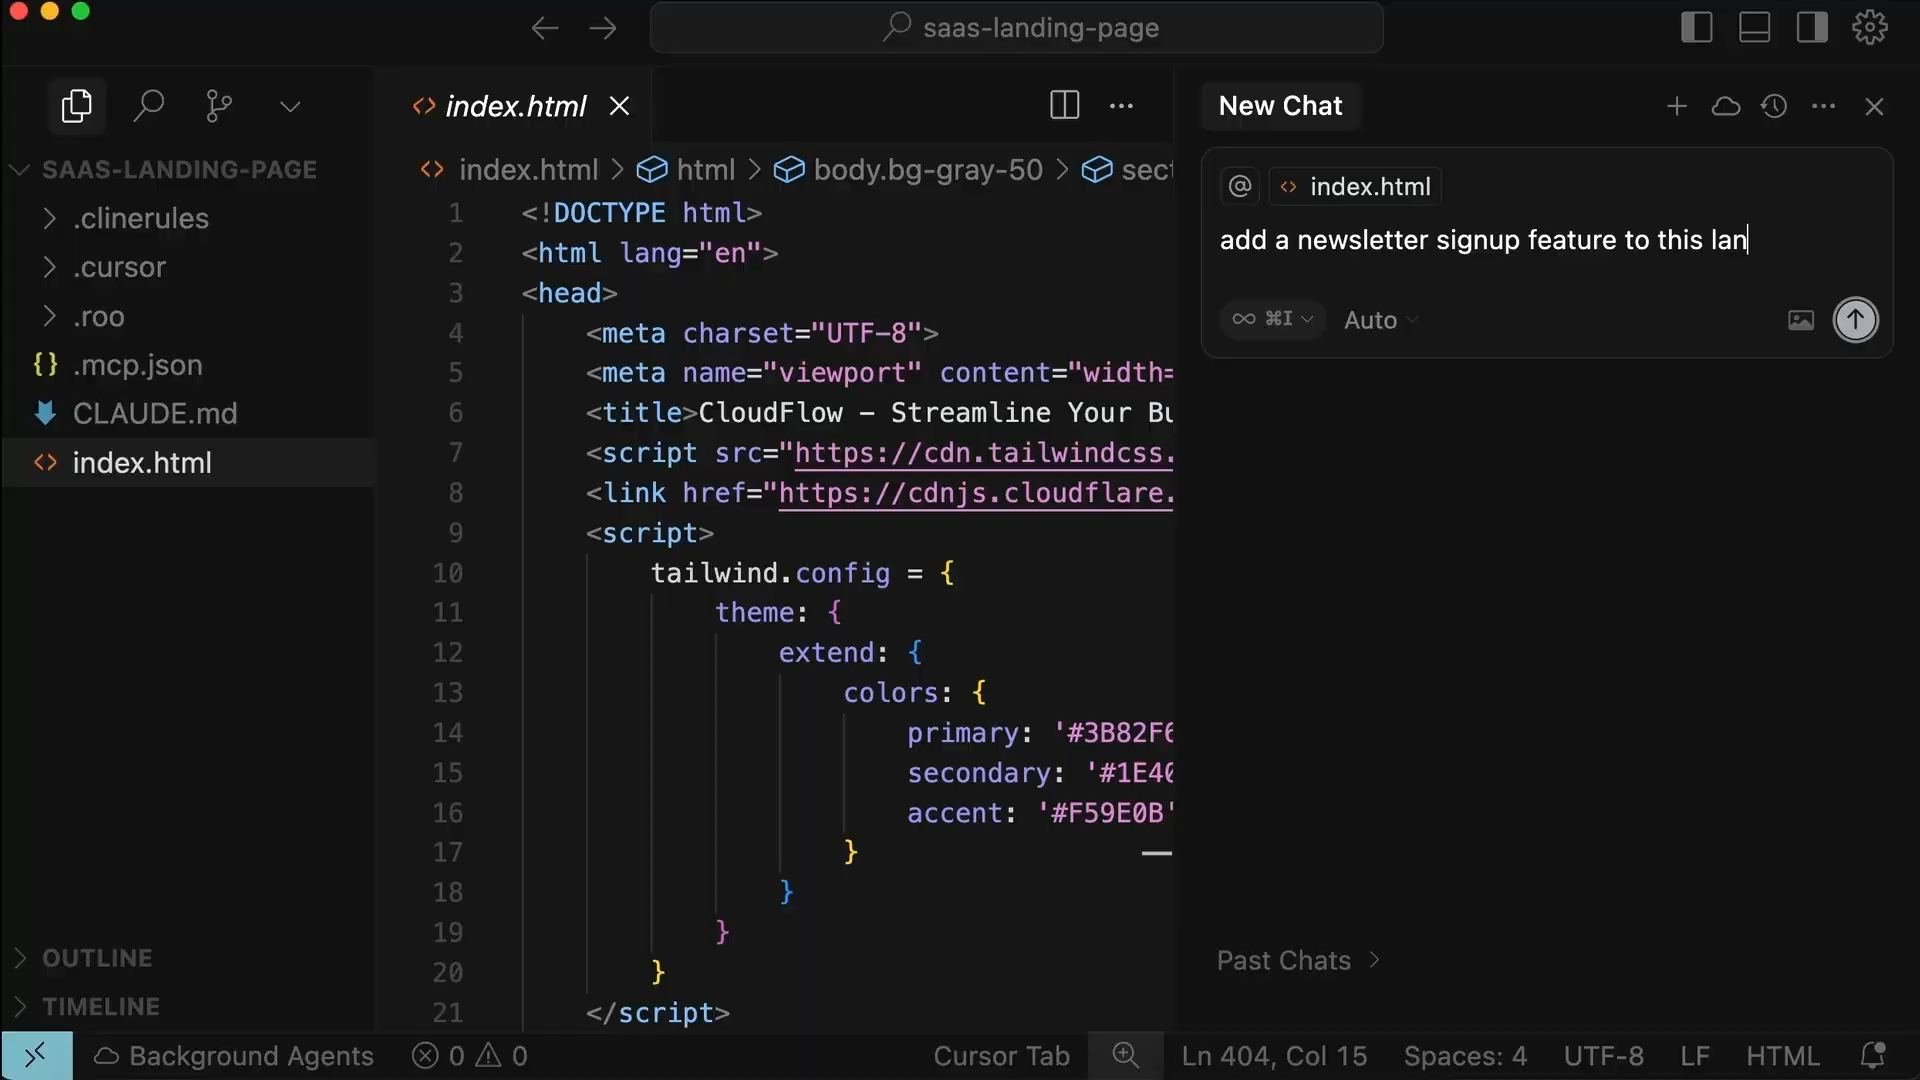 saas-landing-page
SAAS-LANDING-PAGE
.clinerules
.cursor
.roo
{} .mcp.json
CLAUDE.md
<> index.html
OUTLINE
TIMELINE
<> index.html
<> index.html > html > body.bg-gray-50 > sect
1 <!DOCTYPE html>
2 <html lang="en">
3 <head>
4 <meta charset="UTF-8">
5 <meta name="viewport" content="width=
6 <title>CloudFlow – Streamline Your Bu
7 <script src="https://cdn.tailwindcss.
8 <link href="https://cdnjs.cloudflare.
9 <script>
10 tailwind.config = {
11 theme: {
12 extend: {
13 colors: {
14 primary: '#3B82F6
15 secondary: '#1E40
16 accent: '#F59E0B'
17 }
18 }
19 }
20 }
21 </script>
New Chat
@ <> index.html
add a newsletter signup feature to this lan
∞ ⌘I Auto
Past Chats >
Background Agents 0 0 Cursor Tab Ln 404, Col 15 Spaces: 4 UTF-8 LF HTML